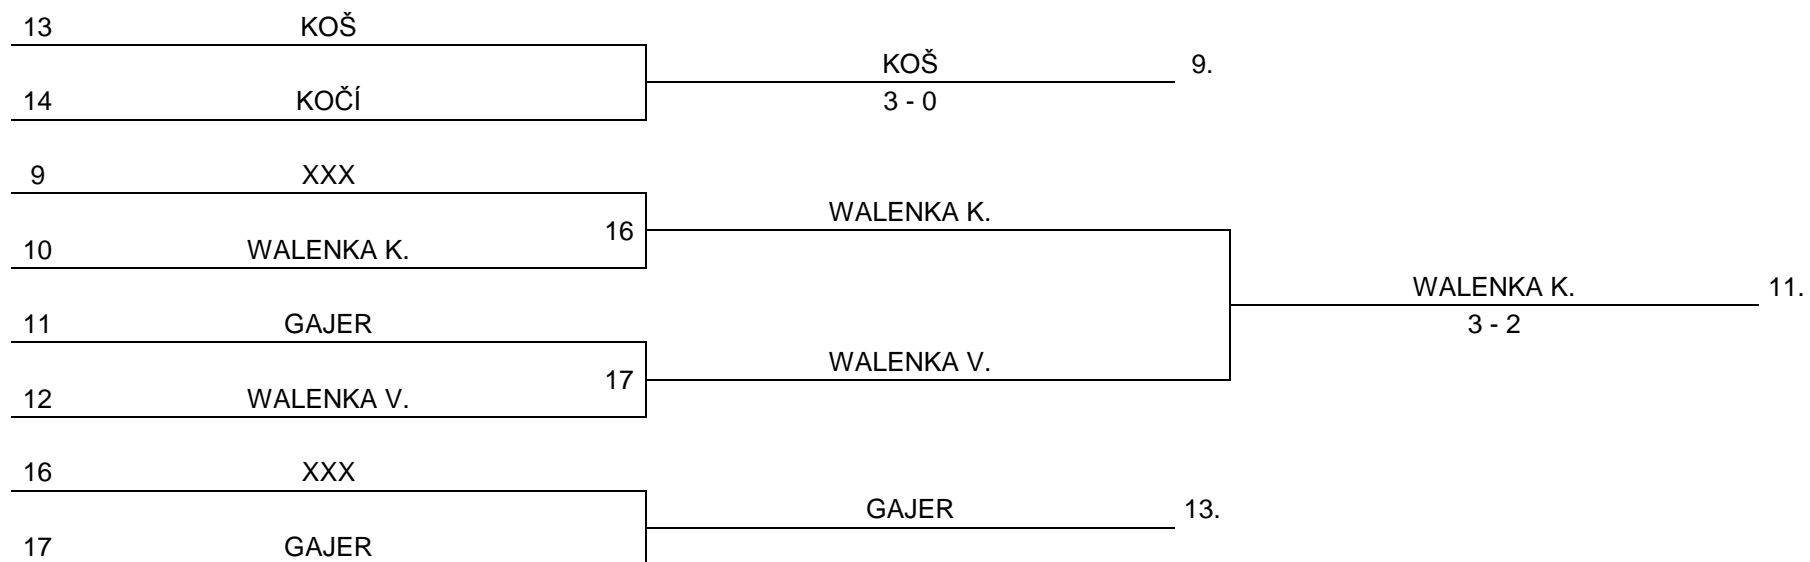 13 KOŠ
KOŠ 9.
14 KOČÍ 3 - 0
9 XXX
WALENKA K.
16
10 WALENKA K.
WALENKA K. 11.
11 GAJER 3 - 2
WALENKA V.
17
12 WALENKA V.
16 XXX
GAJER 13.
17 GAJER